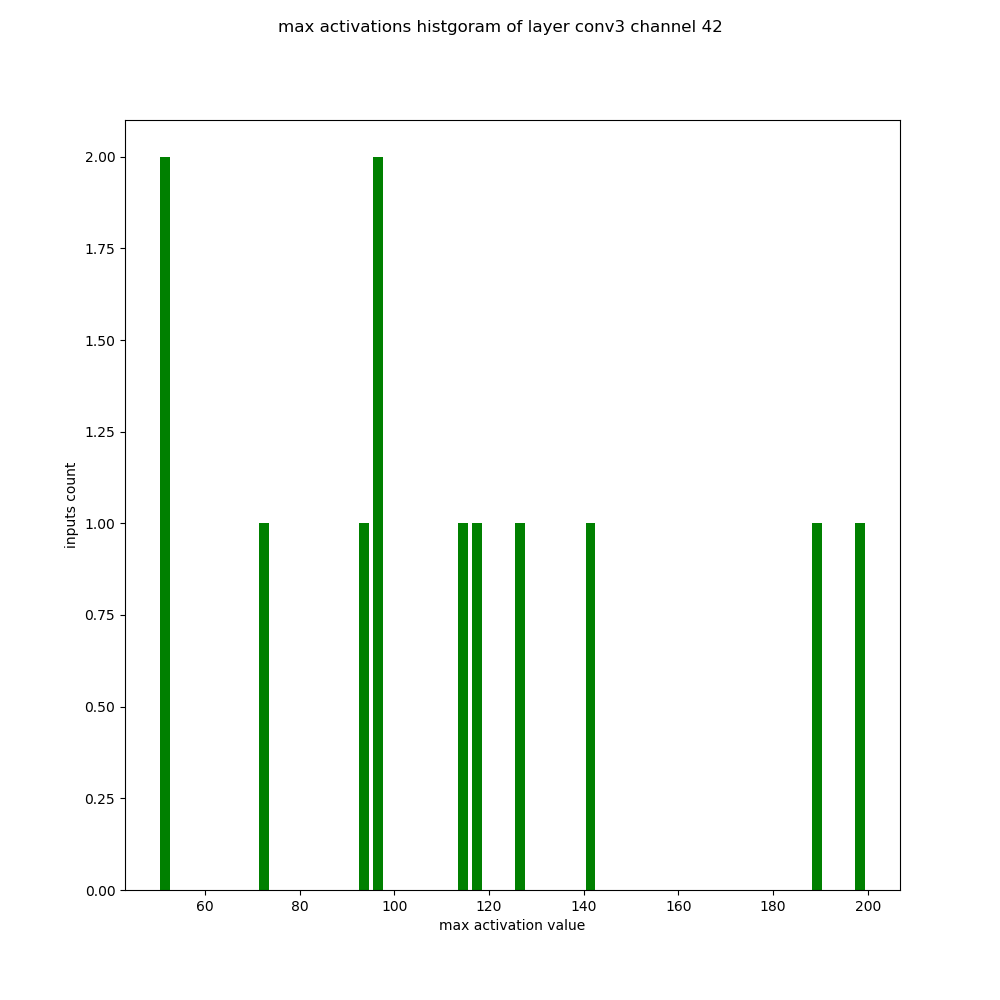 max activations histgoram of layer conv3 channel 42
2.00
1.75
1.50
1.25
1.00
0.75
0.50
0.25
0.00
inputs count
60 80 100 120 140 160 180 200
max activation value